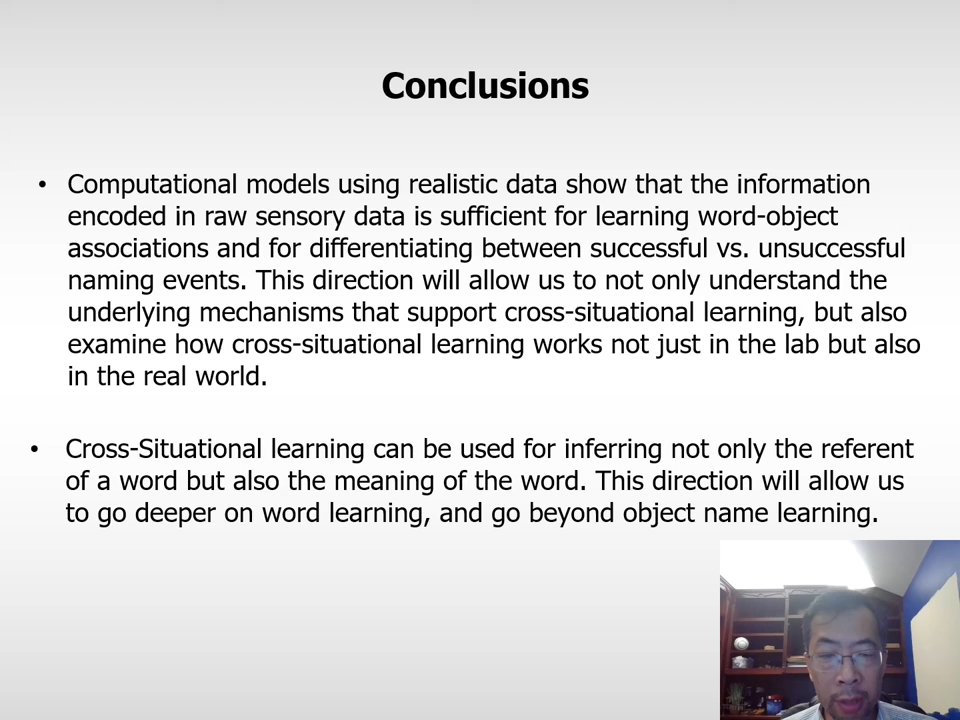 Conclusions
• Computational models using realistic data show that the information
encoded in raw sensory data is sufficient for learning word-object
associations and for differentiating between successful vs. unsuccessful
naming events. This direction will allow us to not only understand the
underlying mechanisms that support cross-situational learning, but also
examine how cross-situational learning works not just in the lab but also
in the real world.
• Cross-Situational learning can be used for inferring not only the referent
of a word but also the meaning of the word. This direction will allow us
to go deeper on word learning, and go beyond object name learning.